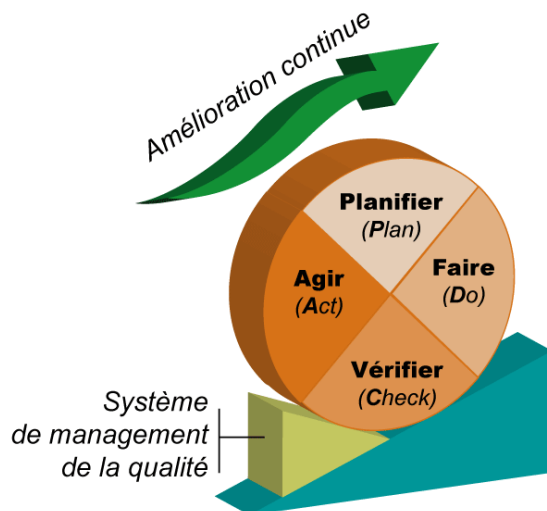 Amélioration continue
Planifier
(Plan)
Faire
(Do)
Agir
(Act)
Vérifier
(Check)
Système
de management
de la qualité